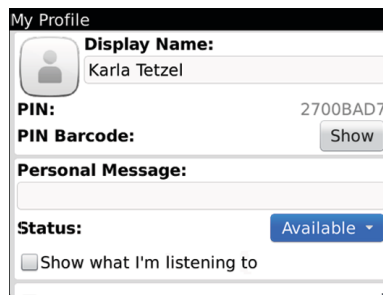 My Profile
Display Name:
Karla Tetzel
PIN: 2700BAD7
PIN Barcode: Show
Personal Message:
Status: Available
Show what I'm listening to